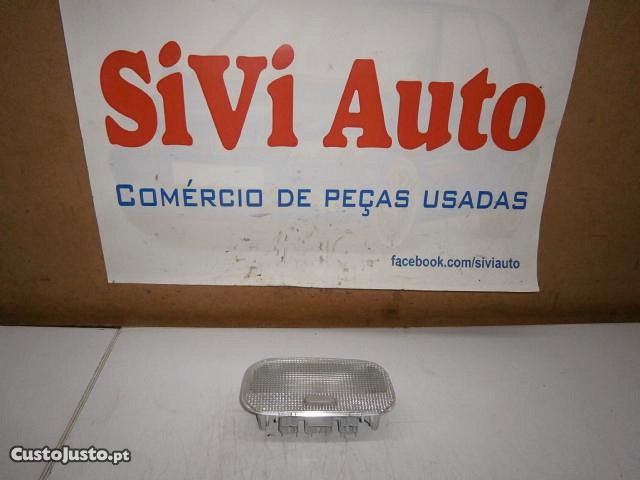 SiVi Auto
COMÉRCIO DE PEÇAS USADAS
facebook.com/siviauto
CustoJusto.pt